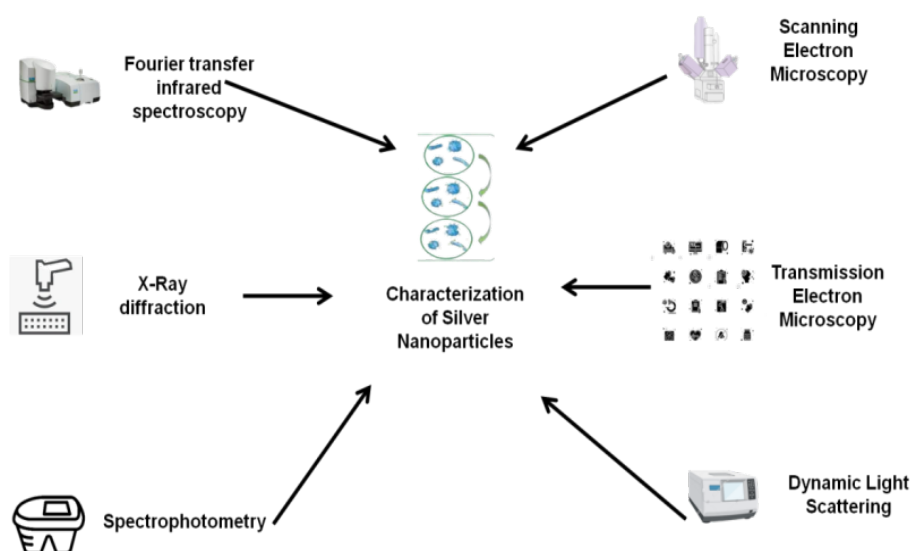 Fourier transfer
infrared
spectroscopy
Scanning
Electron
Microscopy
X-Ray
diffraction
Characterization
of Silver
Nanoparticles
Transmission
Electron
Microscopy
Spectrophotometry
Dynamic Light
Scattering